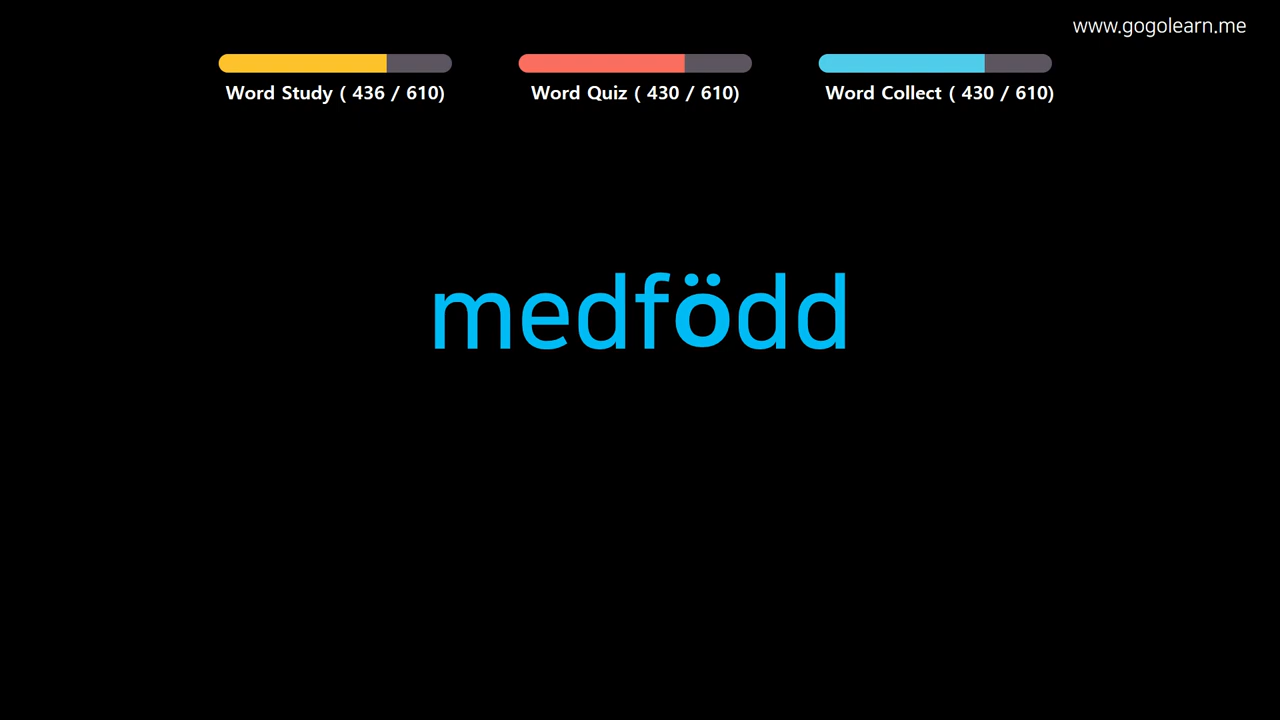 www.gogolearn.me
Word Study ( 436 / 610)
Word Quiz ( 430 / 610)
Word Collect ( 430 / 610)
medfödd